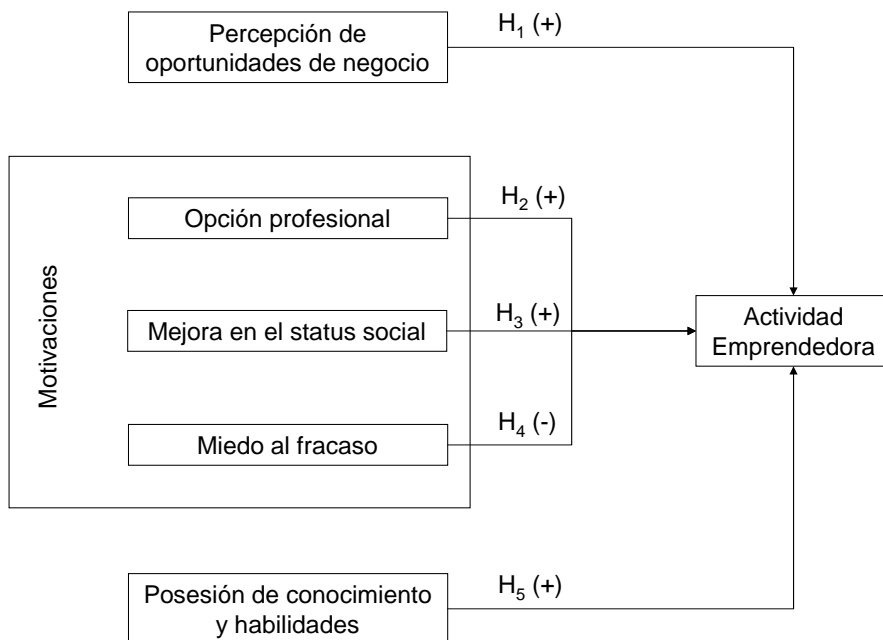 Percepción de
oportunidades de negocio
H₁ (+)
Motivaciones
Opción profesional
H₂ (+)
Mejora en el status social
H₃ (+)
Miedo al fracaso
H₄ (-)
Actividad
Emprendedora
Posesión de conocimiento
y habilidades
H₅ (+)